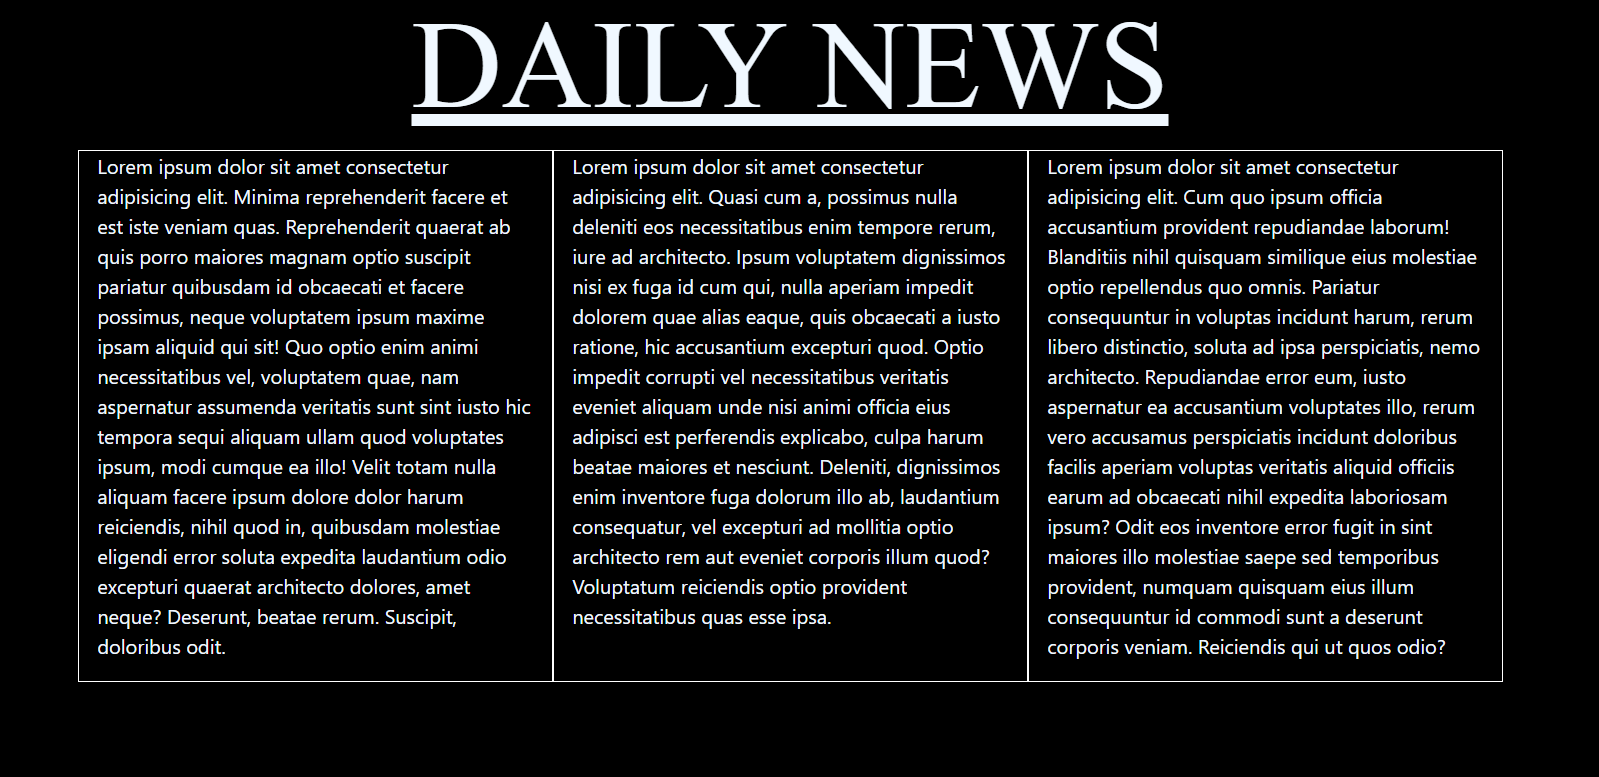 DAILY NEWS
Lorem ipsum dolor sit amet consectetur
adipisicing elit. Minima reprehenderit facere et
est iste veniam quas. Reprehenderit quaerat ab
quis porro maiores magnam optio suscipit
pariatur quibusdam id obcaecati et facere
possimus, neque voluptatem ipsum maxime
ipsam aliquid qui sit! Quo optio enim animi
necessitatibus vel, voluptatem quae, nam
aspernatur assumenda veritatis sunt sint iusto hic
tempora sequi aliquam ullam quod voluptates
ipsum, modi cumque ea illo! Velit totam nulla
aliquam facere ipsum dolore dolor harum
reiciendis, nihil quod in, quibusdam molestiae
eligendi error soluta expedita laudantium odio
excepturi quaerat architecto dolores, amet
neque? Deserunt, beatae rerum. Suscipit,
doloribus odit.
Lorem ipsum dolor sit amet consectetur
adipisicing elit. Quasi cum a, possimus nulla
deleniti eos necessitatibus enim tempore rerum,
iure ad architecto. Ipsum voluptatem dignissimos
nisi ex fuga id cum qui, nulla aperiam impedit
dolorem quae alias eaque, quis obcaecati a iusto
ratione, hic accusantium excepturi quod. Optio
impedit corrupti vel necessitatibus veritatis
eveniet aliquam unde nisi animi officia eius
adipisci est perferendis explicabo, culpa harum
beatae maiores et nesciunt. Deleniti, dignissimos
enim inventore fuga dolorum illo ab, laudantium
consequatur, vel excepturi ad mollitia optio
architecto rem aut eveniet corporis illum quod?
Voluptatum reiciendis optio provident
necessitatibus quas esse ipsa.
Lorem ipsum dolor sit amet consectetur
adipisicing elit. Cum quo ipsum officia
accusantium provident repudiandae laborum!
Blanditiis nihil quisquam similique eius molestiae
optio repellendus quo omnis. Pariatur
consequuntur in voluptas incidunt harum, rerum
libero distinctio, soluta ad ipsa perspiciatis, nemo
architecto. Repudiandae error eum, iusto
aspernatur ea accusantium voluptates illo, rerum
vero accusamus perspiciatis incidunt doloribus
facilis aperiam voluptas veritatis aliquid officiis
earum ad obcaecati nihil expedita laboriosam
ipsum? Odit eos inventore error fugit in sint
maiores illo molestiae saepe sed temporibus
provident, numquam quisquam eius illum
consequuntur id commodi sunt a deserunt
corporis veniam. Reiciendis qui ut quos odio?